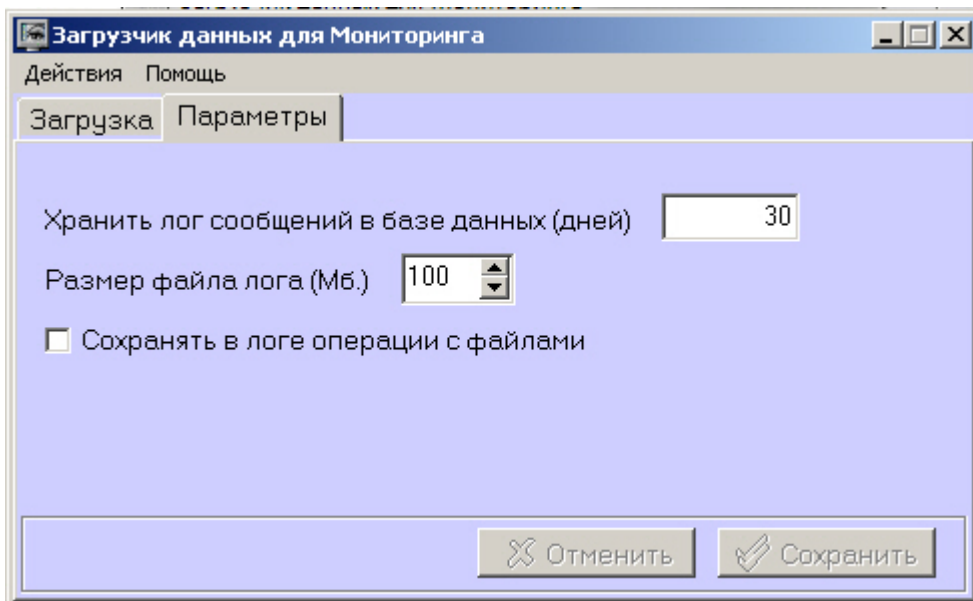 Загрузчик данных для Мониторинга
Действия Помощь
Загрузка Параметры
Хранить лог сообщений в базе данных (дней) 30
Размер файла лога (Мб.) 100
Сохранять в логе операции с файлами
Отменить Сохранить